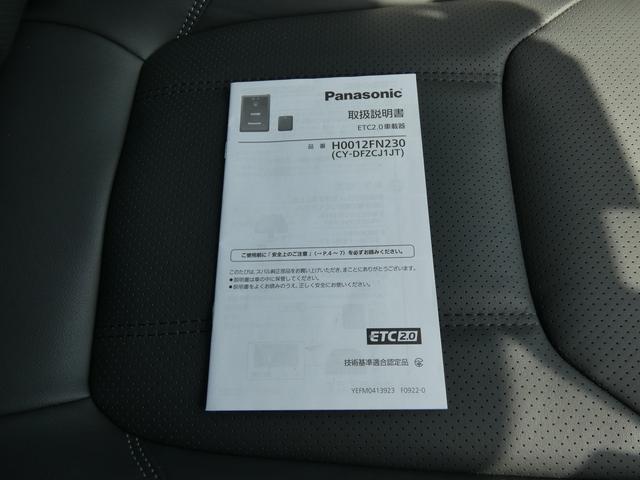 Panasonic
取扱説明書
ETC2.0車載器
品番 H0012FN230
(CY-DFZCJ1JT)
ご使用前に「安全上のご注意」(→P.4~7)を必ずお読みください。
このたびは、スバル純正部品をお買い上げいただき、まことにありがとうございます。
●説明書は車の中に保管してください。
●説明書をよくお読みのうえ、正しく安全にお使いください。
ETC2.0
技術基準適合認定品
YEFM0413923 F0922-0